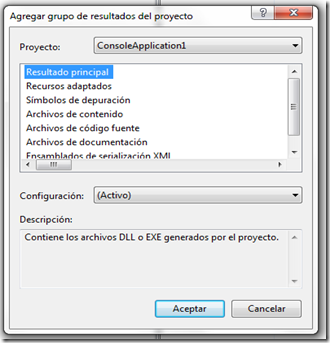 Agregar grupo de resultados del proyecto
Proyecto: ConsoleApplication1
Resultado principal
Recursos adaptados
Símbolos de depuración
Archivos de contenido
Archivos de código fuente
Archivos de documentación
Ensamblados de serialización XML
Configuración: (Activo)
Descripción:
Contiene los archivos DLL o EXE generados por el proyecto.
Aceptar Cancelar